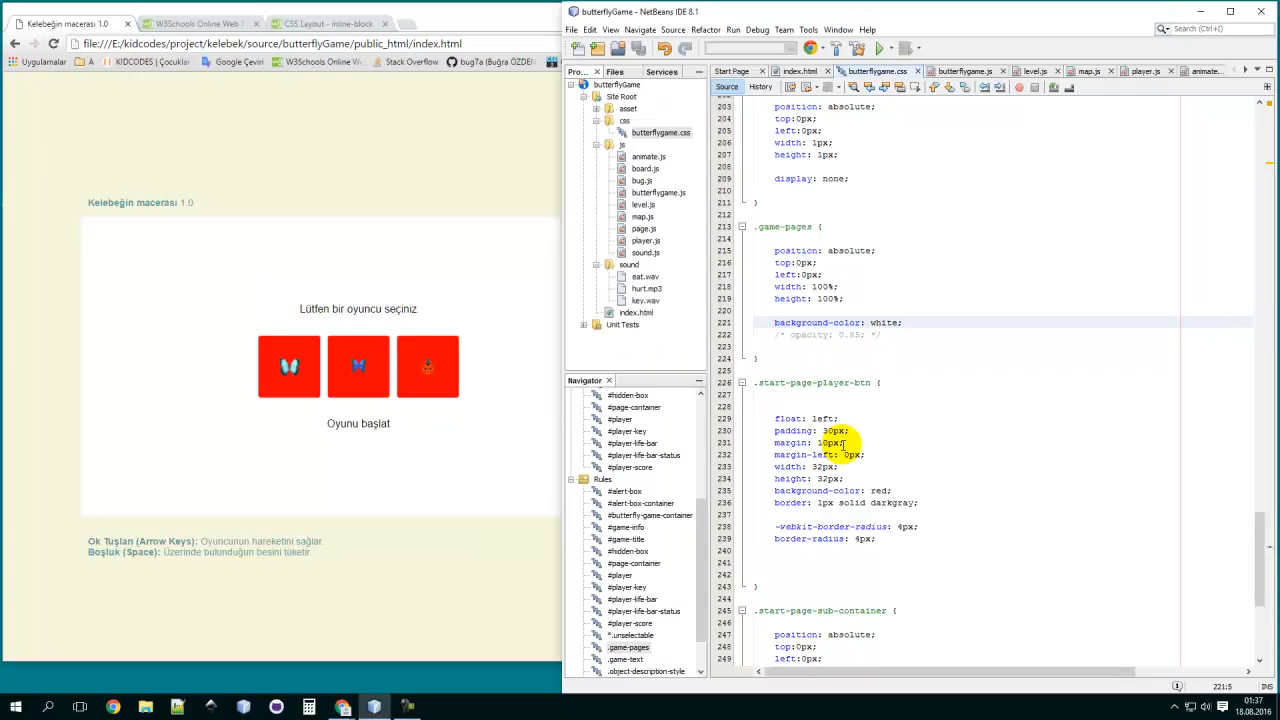 Kelebeğin macerası 1.0
W3Schools Online Web
CSS Layout - inline-block
file:///E:/kidcodes/project/kelebek/source/butterflyGame/public_html/index.html
Uygulamalar
A
KIDCODES | Çocuklar
Google Çeviri
W3Schools Online We
Stack Overflow
bug7a (Buğra ÖZDEN
Kelebeğin macerası 1.0
Lütfen bir oyuncu seçiniz
Oyunu başlat
Ok Tuşları (Arrow Keys): Oyuncunun hareketini sağlar.
Boşluk (Space): Üzerinde bulunduğun besini tüketir
butterflyGame - NetBeans IDE 8.1
File Edit View Navigate Source Refactor Run Debug Team Tools Window Help
Search (Ctrl+I)
Pro...
Files
Services
Start Page
index.html
butterflygame.css
butterflygame.js
level.js
map.js
player.js
animate...
Source
History
butterflyGame
Site Root
asset
css
butterflygame.css
js
animate.js
board.js
bug.js
butterflygame.js
level.js
map.js
page.js
player.js
sound.js
sound
eat.wav
hurt.mp3
key.wav
index.html
Unit Tests
Navigator
#hidden-box
#page-container
#player
#player-key
#player-life-bar
#player-life-bar-status
#player-score
Rules
#alert-box
#alert-box-container
#butterfly-game-container
#game-info
#game-title
#hidden-box
#page-container
#player
#player-key
#player-life-bar
#player-life-bar-status
#player-score
*.unselectable
.game-pages
.game-text
.object-description-style
203 position: absolute;
204 top:0px;
205 left:0px;
206 width: 1px;
207 height: 1px;
208
209 display: none;
210
211 }
212
213 .game-pages {
214
215 position: absolute;
216 top:0px;
217 left:0px;
218 width: 100%;
219 height: 100%;
220
221 background-color: white;
222 /* opacity: 0.85; */
223
224 }
225
226 .start-page-player-btn {
227
228
229 float: left;
230 padding: 30px;
231 margin: 10px;
232 margin-left: 0px;
233 width: 32px;
234 height: 32px;
235 background-color: red;
236 border: 1px solid darkgray;
237
238 -webkit-border-radius: 4px;
239 border-radius: 4px;
240
241
242
243 }
244
245 .start-page-sub-container {
246
247 position: absolute;
248 top:0px;
249 left:0px;
221:5
INS
01:37
18.08.2016